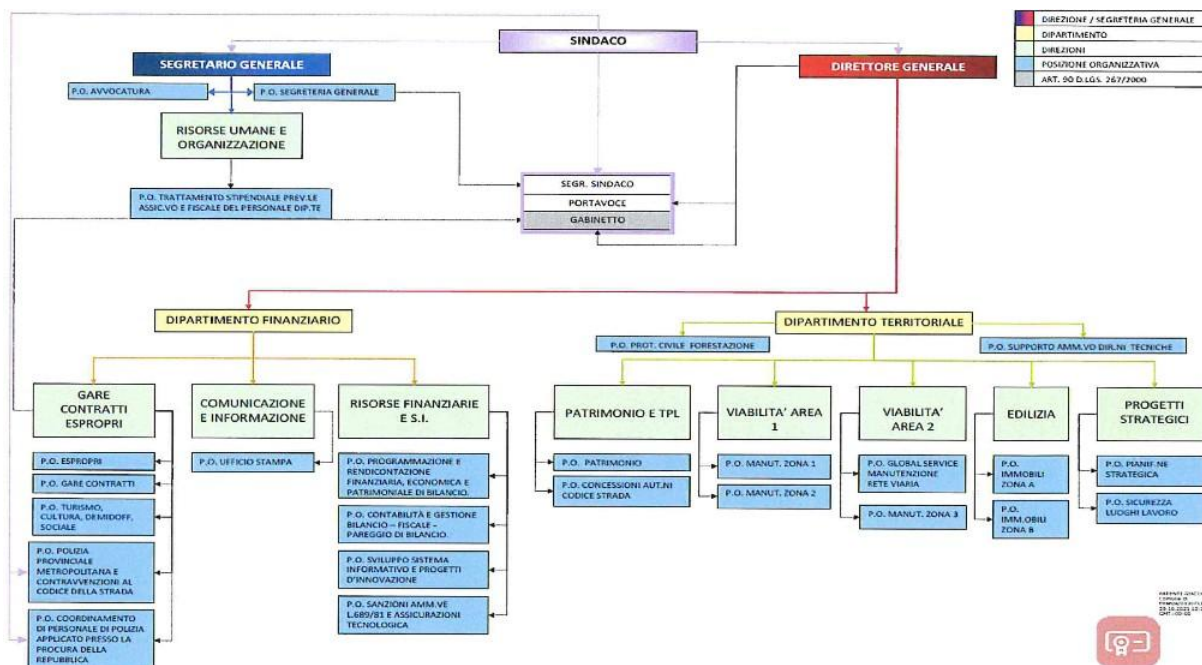 SINDACO
DIREZIONE / SEGRETERIA GENERALE
DIPARTIMENTO
DIREZIONI
POSIZIONE ORGANIZZATIVA
ART. 90 D.LGS. 267/2000
SEGRETARIO GENERALE
DIRETTORE GENERALE
P.O. AVVOCATURA
P.O. SEGRETERIA GENERALE
RISORSE UMANE E
ORGANIZZAZIONE
P.O. TRATTAMENTO STIPENDIALE PREV.LE
ASSIC.VO E FISCALE DEL PERSONALE DIP.TE
SEGR. SINDACO
PORTAVOCE
GABINETTO
DIPARTIMENTO FINANZIARIO
DIPARTIMENTO TERRITORIALE
P.O. PROT. CIVILE FORESTAZIONE
P.O. SUPPORTO AMM.VO DIR.NI TECNICHE
GARE
CONTRATTI
ESPROPRI
P.O. ESPROPRI
P.O. GARE CONTRATTI
P.O. TURISMO,
CULTURA, DEMIDOFF,
SOCIALE
P.O. POLIZIA
PROVINCIALE
METROPOLITANA E
CONTRAVVENZIONI AL
CODICE DELLA STRADA
P.O. COORDINAMENTO
DI PERSONALE DI POLIZIA
APPLICATO PRESSO LA
PROCURA DELLA
REPUBBLICA
COMUNICAZIONE
E INFORMAZIONE
P.O. UFFICIO STAMPA
RISORSE FINANZIARIE
E S.I.
P.O. PROGRAMMAZIONE E
RENDICONTAZIONE
FINANZIARIA, ECONOMICA E
PATRIMONIALE DI BILANCIO.
P.O. CONTABILITÀ E GESTIONE
BILANCIO – FISCALE -
PAREGGIO DI BILANCIO.
P.O. SVILUPPO SISTEMA
INFORMATIVO E PROGETTI
D'INNOVAZIONE
P.O. SANZIONI AMM.VE
L.689/81 E ASSICURAZIONI
TECNOLOGICA
PATRIMONIO E TPL
P.O. PATRIMONIO
P.O. CONCESSIONI AUT.NI
CODICE STRADA
VIABILITA' AREA
1
P.O. MANUT. ZONA 1
P.O. MANUT. ZONA 2
VIABILITA'
AREA 2
P.O. GLOBAL SERVICE
MANUTENZIONE
RETE VIARIA
P.O. MANUT. ZONA 3
EDILIZIA
P.O.
IMMOBILI
ZONA A
P.O.
IMM.OBILI
ZONA B
PROGETTI
STRATEGICI
P.O. PIANIF.NE
STRATEGICA
P.O. SICUREZZA
LUOGHI LAVORO